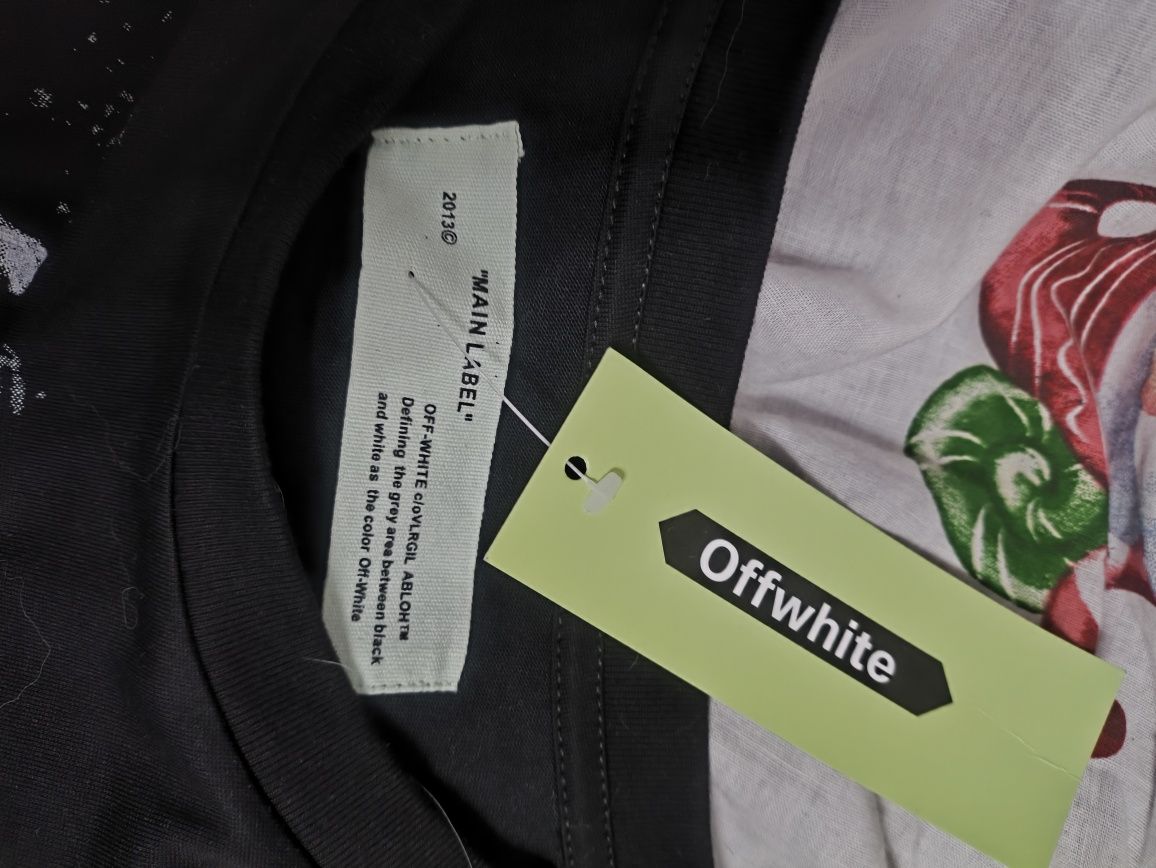 2013©
"MAIN LABEL"
OFF-WHITE c/oVLRGIL ABLOH™
Defining the grey area between black
and white as the color Off-White
Offwhite